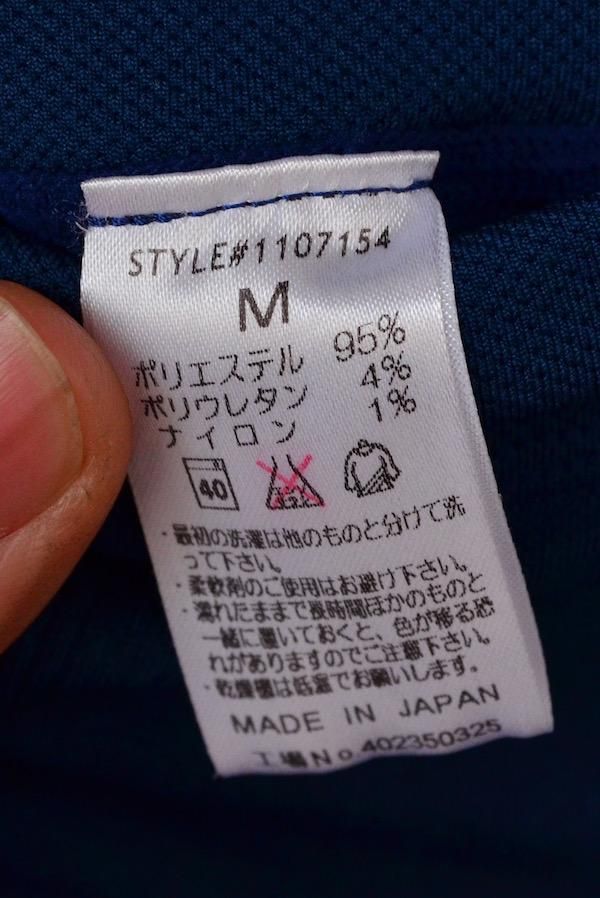 STYLE#1107154
M
ポリエステル 95%
ポリウレタン 4%
ナイロン 1%
40
・最初の洗濯は他のものと分けて洗
って下さい。
・柔軟剤のご使用はお避け下さい。
・濡れたままで長時間ほかのものと
一緒に置いておくと、色が移る恐
れがありますのでご注意下さい。
・乾燥機は低温でお願いします。
MADE IN JAPAN
工場No.402350325